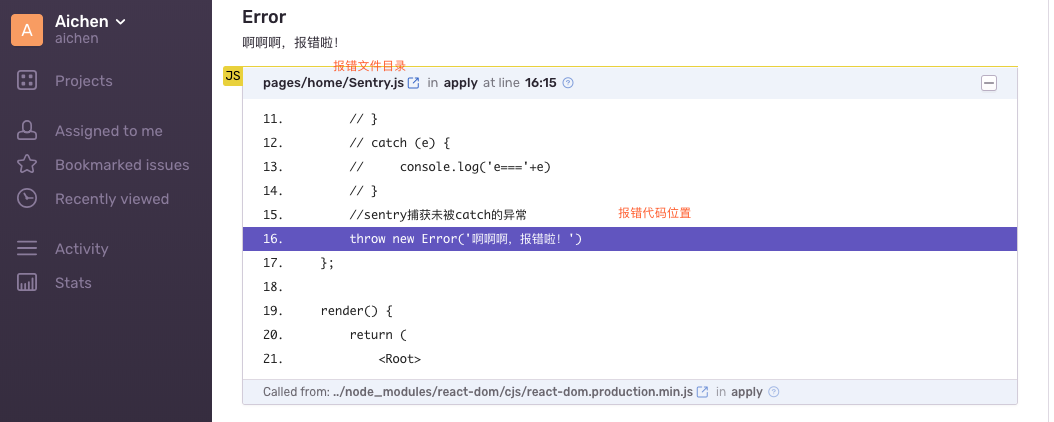 A
Aichen
aichen
Projects
Assigned to me
Bookmarked issues
Recently viewed
Activity
Stats
Error
啊啊啊，报错啦！
报错文件目录
JS
pages/home/Sentry.js in apply at line 16:15
11. // }
12. // catch (e) {
13. //     console.log('e==='+e)
14. // }
15. //sentry捕获未被catch的异常
报错代码位置
16. throw new Error('啊啊啊，报错啦！')
17. };
18.
19. render() {
20. return (
21. <Root>
Called from: ../node_modules/react-dom/cjs/react-dom.production.min.js in apply